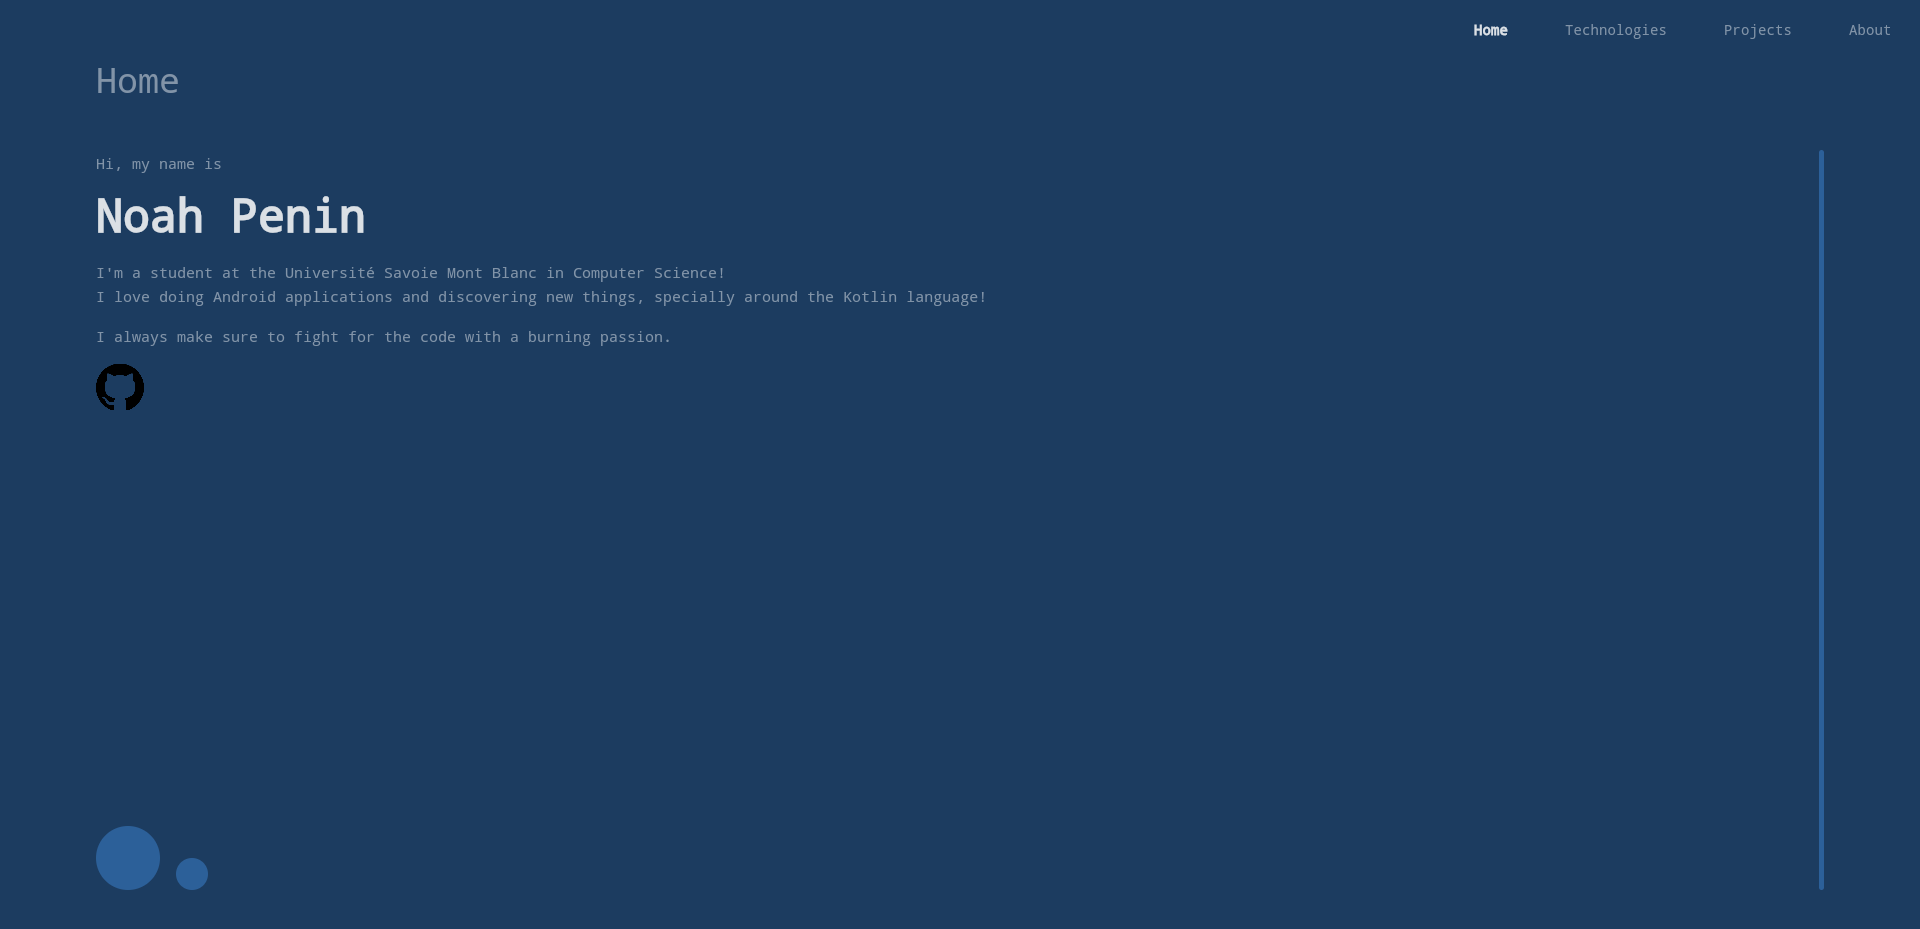 Home
Technologies
Projects
About
Home
Hi, my name is
Noah Penin
I'm a student at the Université Savoie Mont Blanc in Computer Science!
I love doing Android applications and discovering new things, specially around the Kotlin language!
I always make sure to fight for the code with a burning passion.